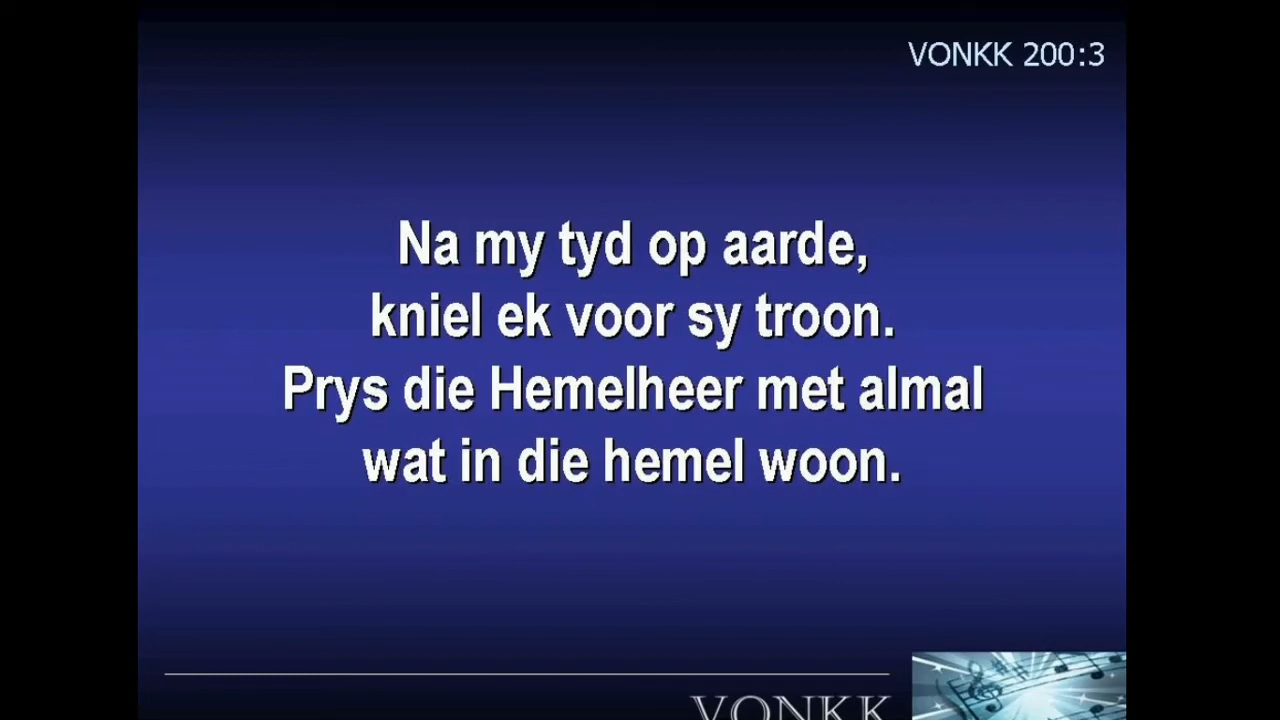 VONKK 200:3
Na my tyd op aarde,
kniel ek voor sy troon.
Prys die Hemelheer met almal
wat in die hemel woon.
VONKK